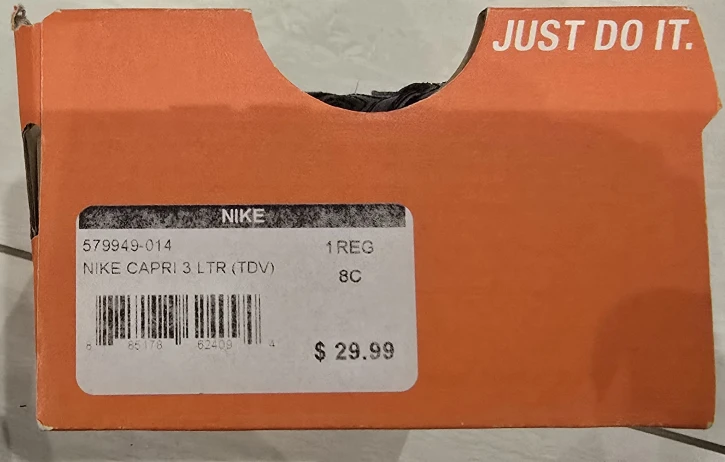 JUST DO IT.
NIKE
579949-014 1REG
NIKE CAPRI 3 LTR (TDV) 8C
$ 29.99